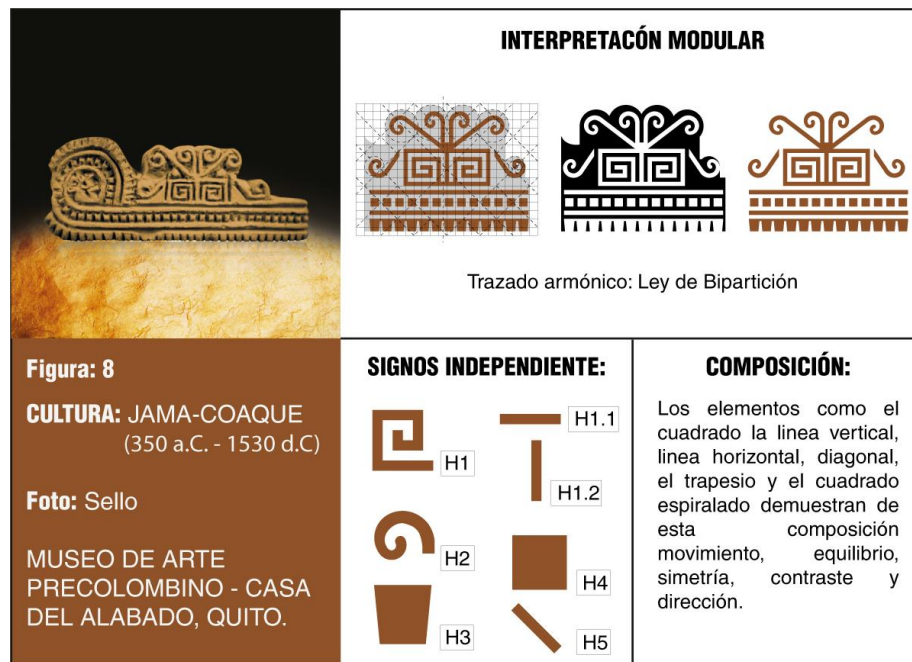 INTERPRETACÓN MODULAR
Trazado armónico: Ley de Bipartición
Figura: 8
CULTURA: JAMA-COAQUE
(350 a.C. - 1530 d.C)
Foto: Sello
MUSEO DE ARTE
PRECOLOMBINO - CASA
DEL ALABADO, QUITO.
SIGNOS INDEPENDIENTE:
H1
H2
H3
H1.1
H1.2
H4
H5
COMPOSICIÓN:
Los elementos como el
cuadrado la linea vertical,
linea horizontal, diagonal,
el trapesio y el cuadrado
espiralado demuestran de
esta composición
movimiento, equilibrio,
simetría, contraste y
dirección.